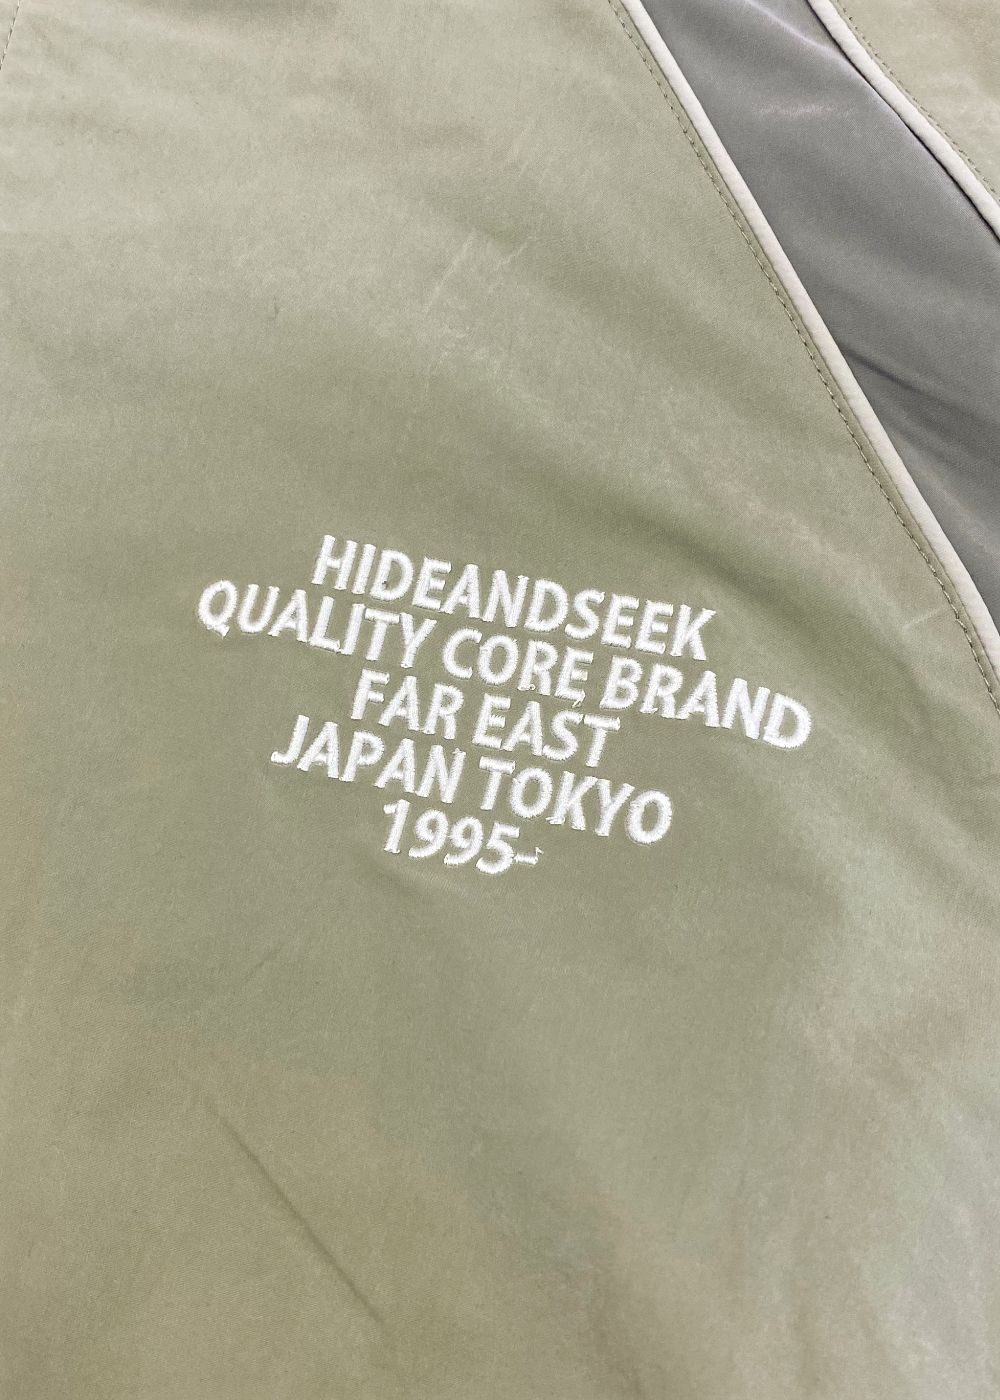 HIDEANDSEEK
QUALITY CORE BRAND
FAR EAST
JAPAN TOKYO
1995-